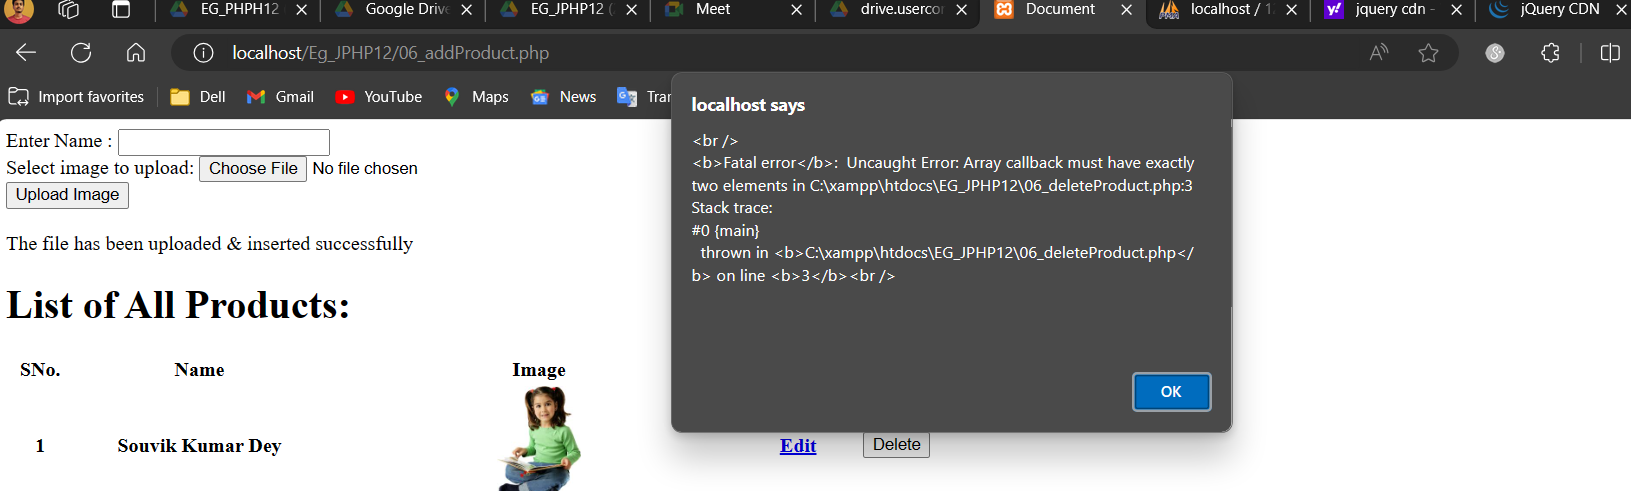 EG_PHPH12 Google Drive EG_JPHP12 ( Meet drive.usercor Document localhost / 1 jquery cdn - jQuery CDN
localhost/Eg_JPHP12/06_addProduct.php
Import favorites Dell Gmail YouTube Maps News Tran
localhost says
<br />
<b>Fatal error</b>:  Uncaught Error: Array callback must have exactly
two elements in C:\xampp\htdocs\EG_JPHP12\06_deleteProduct.php:3
Stack trace:
#0 {main}
  thrown in <b>C:\xampp\htdocs\EG_JPHP12\06_deleteProduct.php</
b> on line <b>3</b><br />
OK
Enter Name :
Select image to upload: Choose File No file chosen
Upload Image
The file has been uploaded & inserted successfully
List of All Products:
SNo. Name Image
1 Souvik Kumar Dey Edit Delete